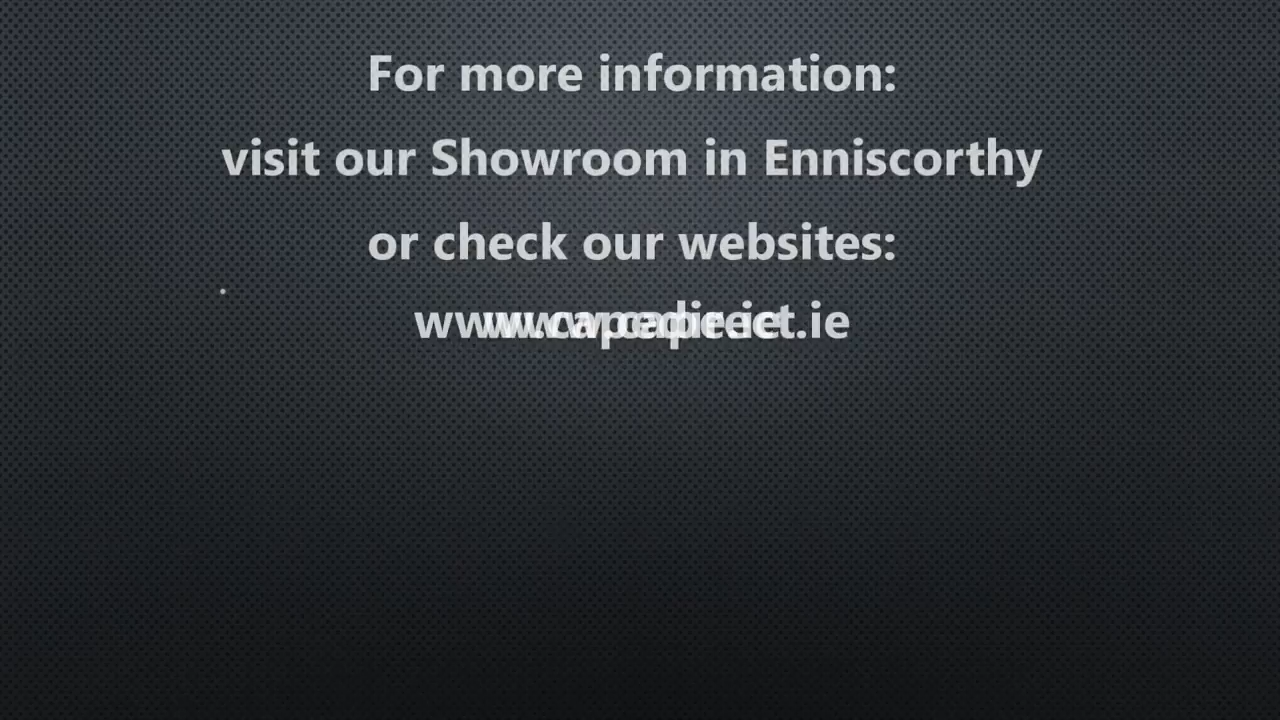 For more information:
visit our Showroom in Enniscorthy
or check our websites: